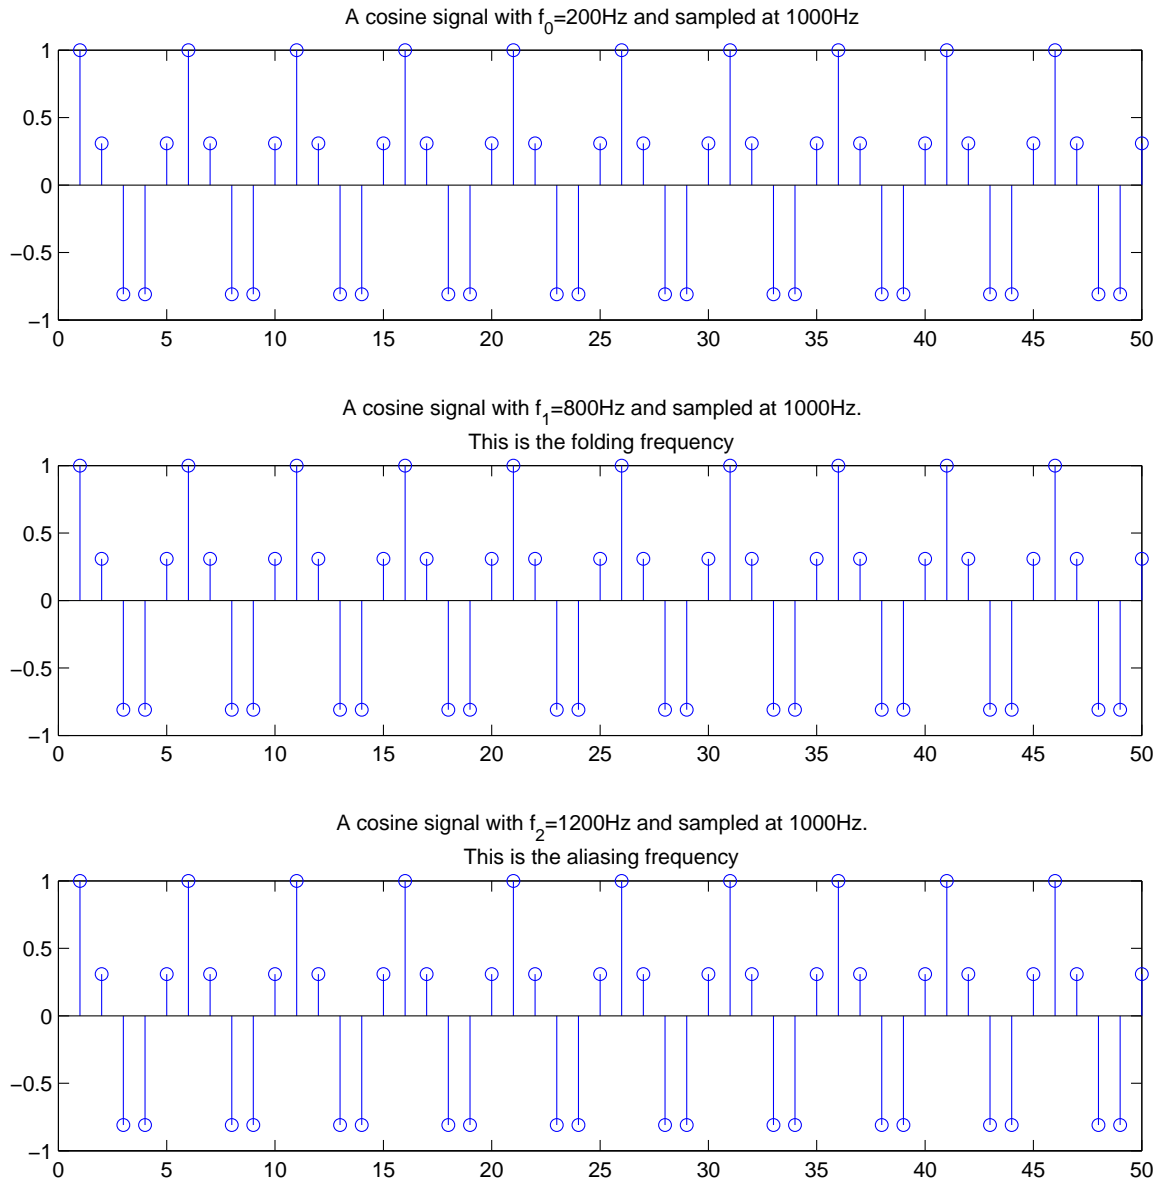 A cosine signal with f0=200Hz and sampled at 1000Hz
1
0.5
0
−0.5
−1
0 5 10 15 20 25 30 35 40 45 50
A cosine signal with f1=800Hz and sampled at 1000Hz.
This is the folding frequency
1
0.5
0
−0.5
−1
0 5 10 15 20 25 30 35 40 45 50
A cosine signal with f2=1200Hz and sampled at 1000Hz.
This is the aliasing frequency
1
0.5
0
−0.5
−1
0 5 10 15 20 25 30 35 40 45 50